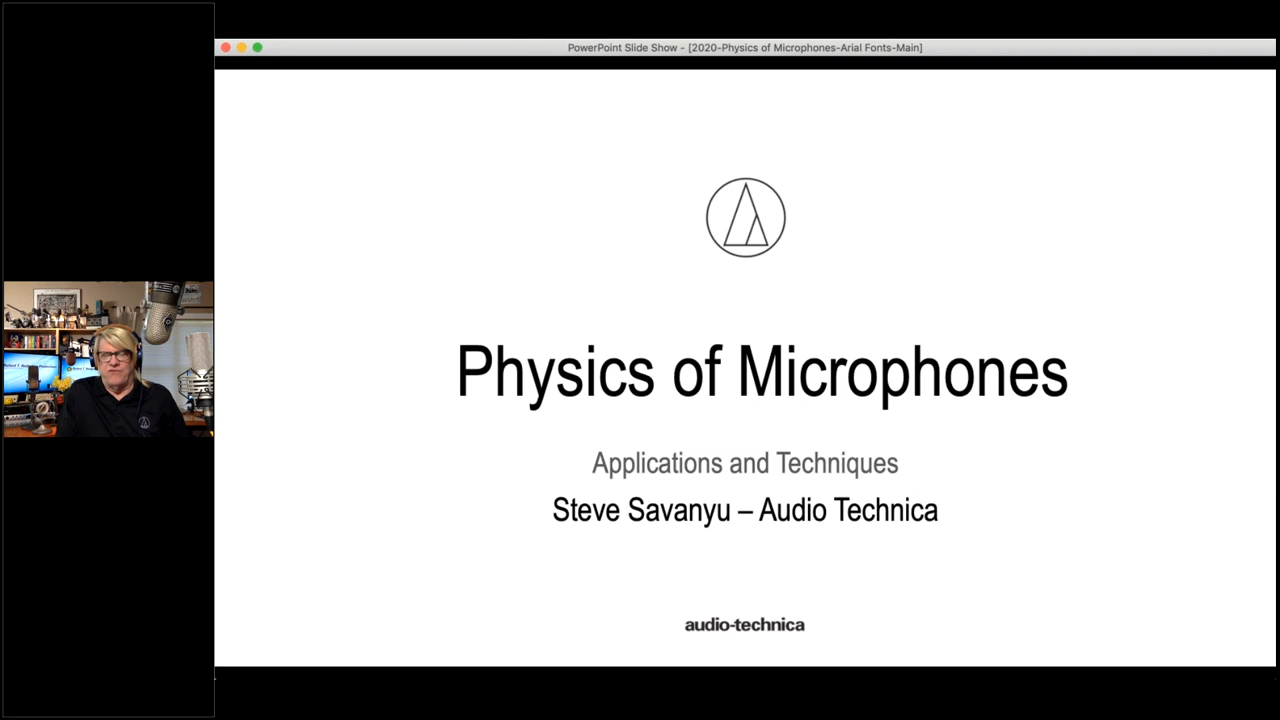 PowerPoint Slide Show - [2020-Physics of Microphones-Arial Fonts-Main]
Physics of Microphones
Applications and Techniques
Steve Savanyu – Audio Technica
audio-technica